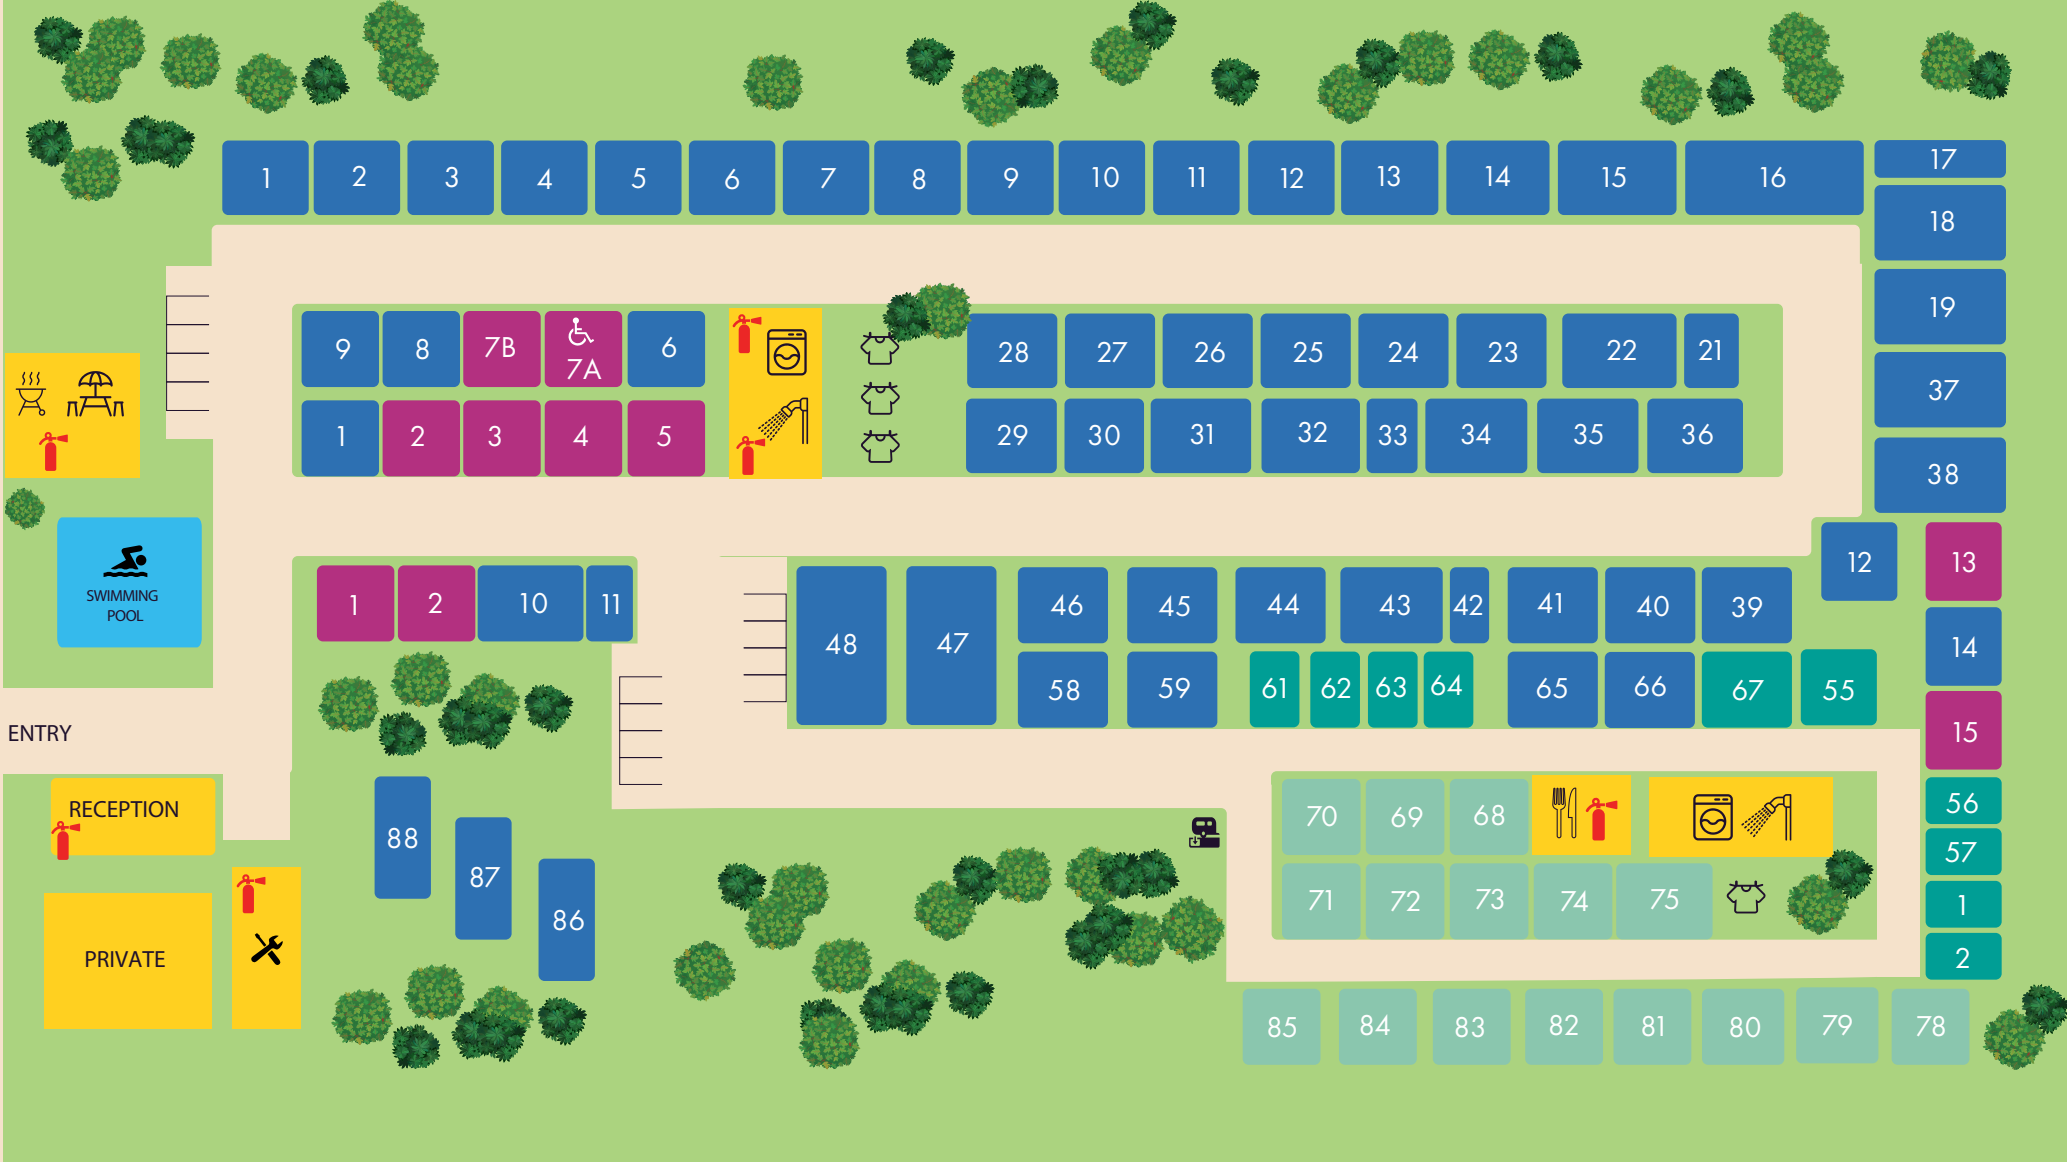 1 2 3 4 5 6 7 8 9 10 11 12 13 14 15 16 17
18
19
37
38
9 8 7B 7A 6
28 27 26 25 24 23 22 21
1 2 3 4 5
29 30 31 32 33 34 35 36
SWIMMING
POOL
12 13
14
15
1 2 10 11
48 47 46 45 44 43 42 41 40 39
58 59 61 62 63 64 65 66 67 55
ENTRY
RECEPTION
88
87
86
PRIVATE
70 69 68
71 72 73 74 75
56
57
1
2
85 84 83 82 81 80 79 78